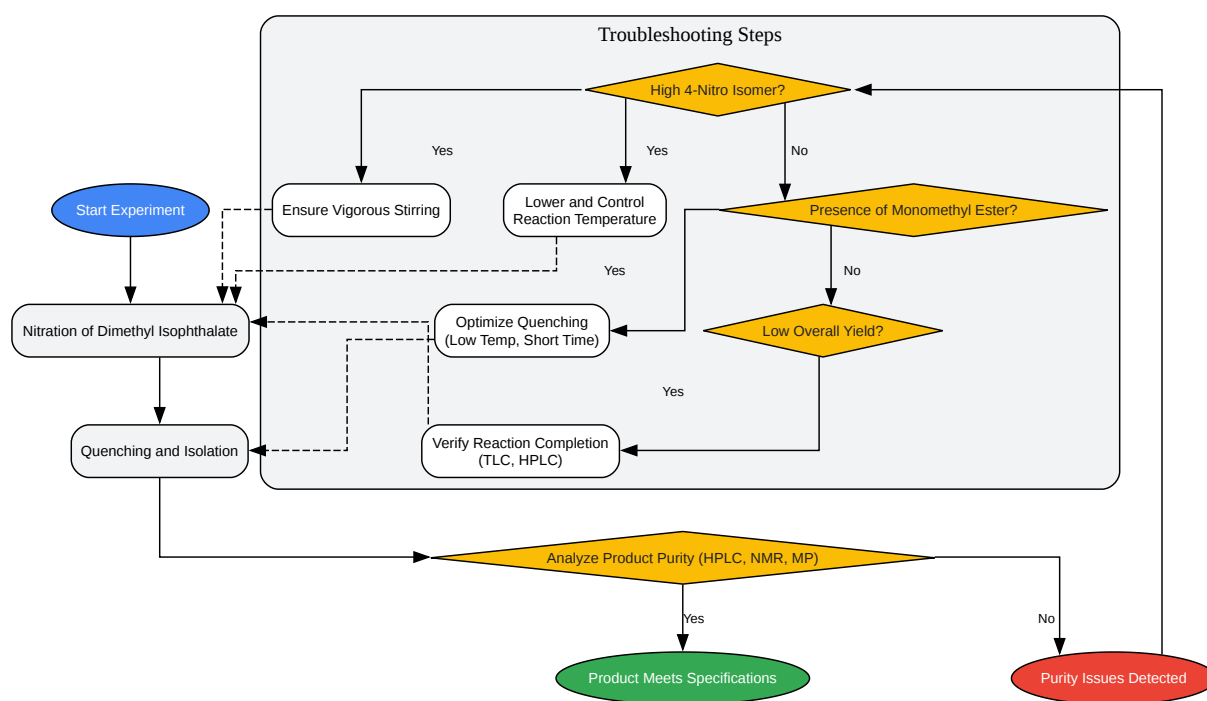 Troubleshooting Steps
High 4-Nitro Isomer?
Yes
Yes
No
Start Experiment
Ensure Vigorous Stirring
Lower and Control
Reaction Temperature
Presence of Monomethyl Ester?
Yes
No
Nitration of Dimethyl Isophthalate
Optimize Quenching
(Low Temp, Short Time)
Low Overall Yield?
Yes
Quenching and Isolation
Verify Reaction Completion
(TLC, HPLC)
Analyze Product Purity (HPLC, NMR, MP)
Yes
No
Product Meets Specifications
Purity Issues Detected